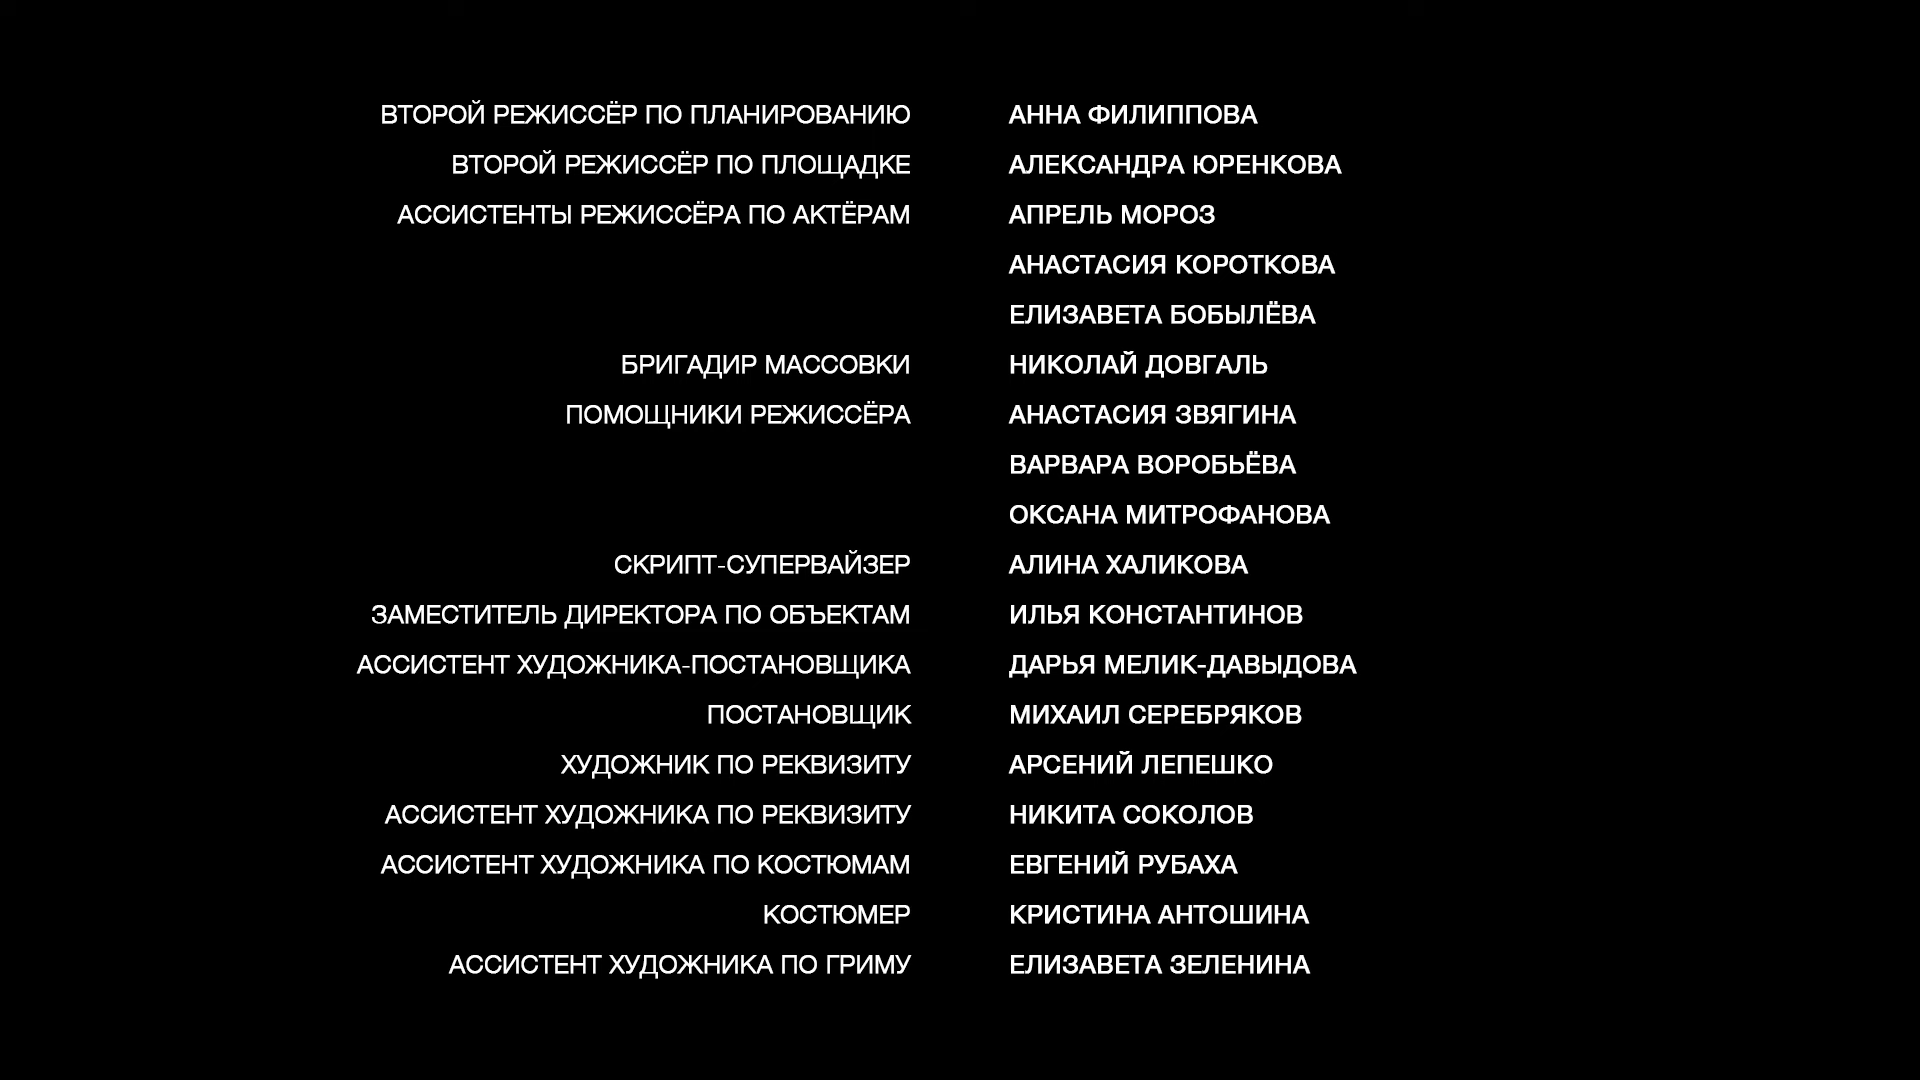 ВТОРОЙ РЕЖИССЁР ПО ПЛАНИРОВАНИЮ АННА ФИЛИППОВА
ВТОРОЙ РЕЖИССЁР ПО ПЛОЩАДКЕ АЛЕКСАНДРА ЮРЕНКОВА
АССИСТЕНТЫ РЕЖИССЁРА ПО АКТЁРАМ АПРЕЛЬ МОРОЗ
АНАСТАСИЯ КОРОТКОВА
ЕЛИЗАВЕТА БОБЫЛЁВА
БРИГАДИР МАССОВКИ НИКОЛАЙ ДОВГАЛЬ
ПОМОЩНИКИ РЕЖИССЁРА АНАСТАСИЯ ЗВЯГИНА
ВАРВАРА ВОРОБЬЁВА
ОКСАНА МИТРОФАНОВА
СКРИПТ-СУПЕРВАЙЗЕР АЛИНА ХАЛИКОВА
ЗАМЕСТИТЕЛЬ ДИРЕКТОРА ПО ОБЪЕКТАМ ИЛЬЯ КОНСТАНТИНОВ
АССИСТЕНТ ХУДОЖНИКА-ПОСТАНОВЩИКА ДАРЬЯ МЕЛИК-ДАВЫДОВА
ПОСТАНОВЩИК МИХАИЛ СЕРЕБРЯКОВ
ХУДОЖНИК ПО РЕКВИЗИТУ АРСЕНИЙ ЛЕПЕШКО
АССИСТЕНТ ХУДОЖНИКА ПО РЕКВИЗИТУ НИКИТА СОКОЛОВ
АССИСТЕНТ ХУДОЖНИКА ПО КОСТЮМАМ ЕВГЕНИЙ РУБАХА
КОСТЮМЕР КРИСТИНА АНТОШИНА
АССИСТЕНТ ХУДОЖНИКА ПО ГРИМУ ЕЛИЗАВЕТА ЗЕЛЕНИНА